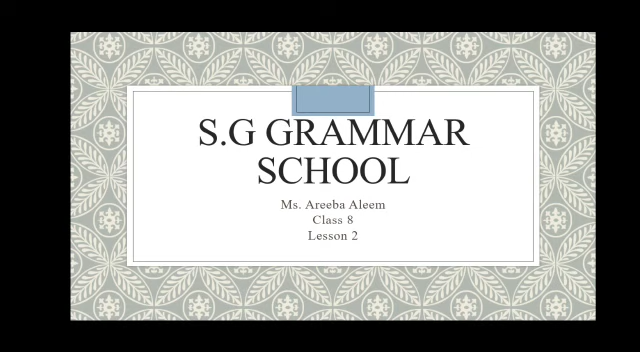 S.G GRAMMAR
SCHOOL
Ms. Areeba Aleem
Class 8
Lesson 2